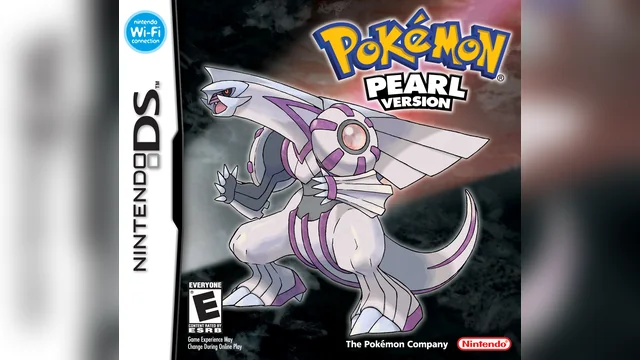 Nintendo
Wi-Fi
connection
NINTENDO DS™
POKéMON®
PEARL
VERSION
EVERYONE
E
CONTENT RATED BY
ESRB
Game Experience May
Change During Online Play
The Pokémon Company
Nintendo®